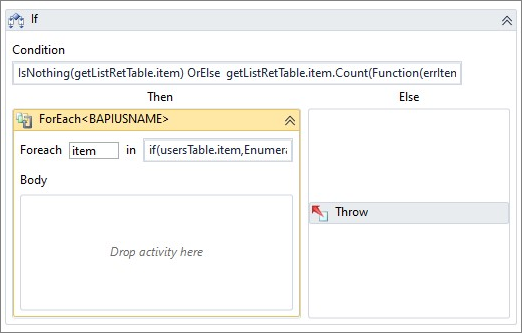 If
Condition
IsNothing(getListRetTable.item) OrElse getListRetTable.item.Count(Function(errIten
Then
Else
ForEach<BAPIUSNAME>
Foreach item in if(usersTable.item,Enumera
Body
Drop activity here
Throw